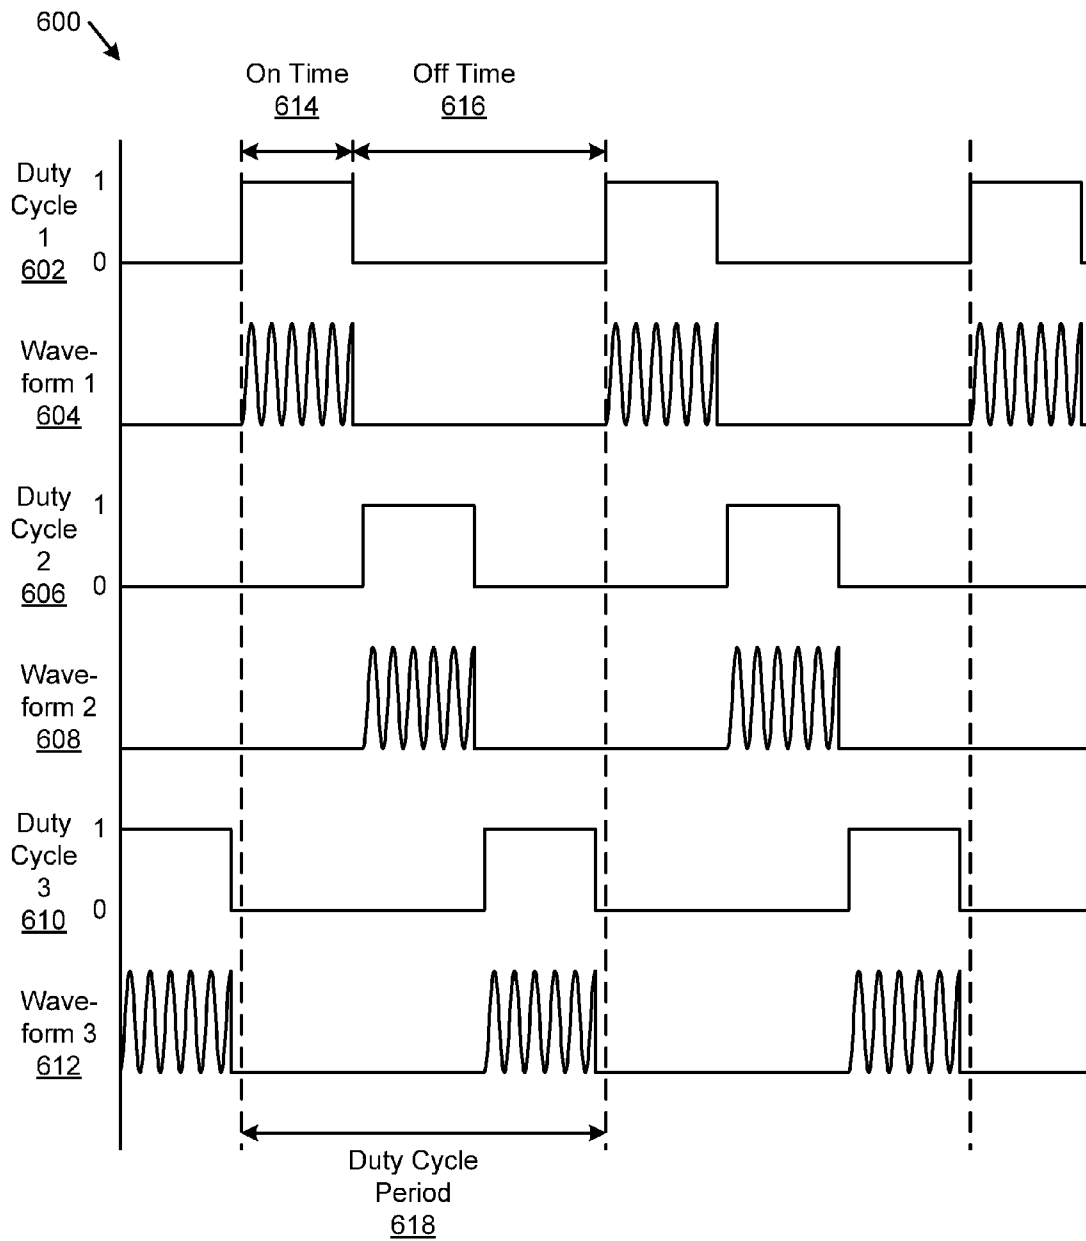 600
On Time
614
Off Time
616
Duty
Cycle
1
602
1
0
Wave-
form 1
604
Duty
Cycle
2
606
1
0
Wave-
form 2
608
Duty
Cycle
3
610
1
0
Wave-
form 3
612
Duty Cycle
Period
618